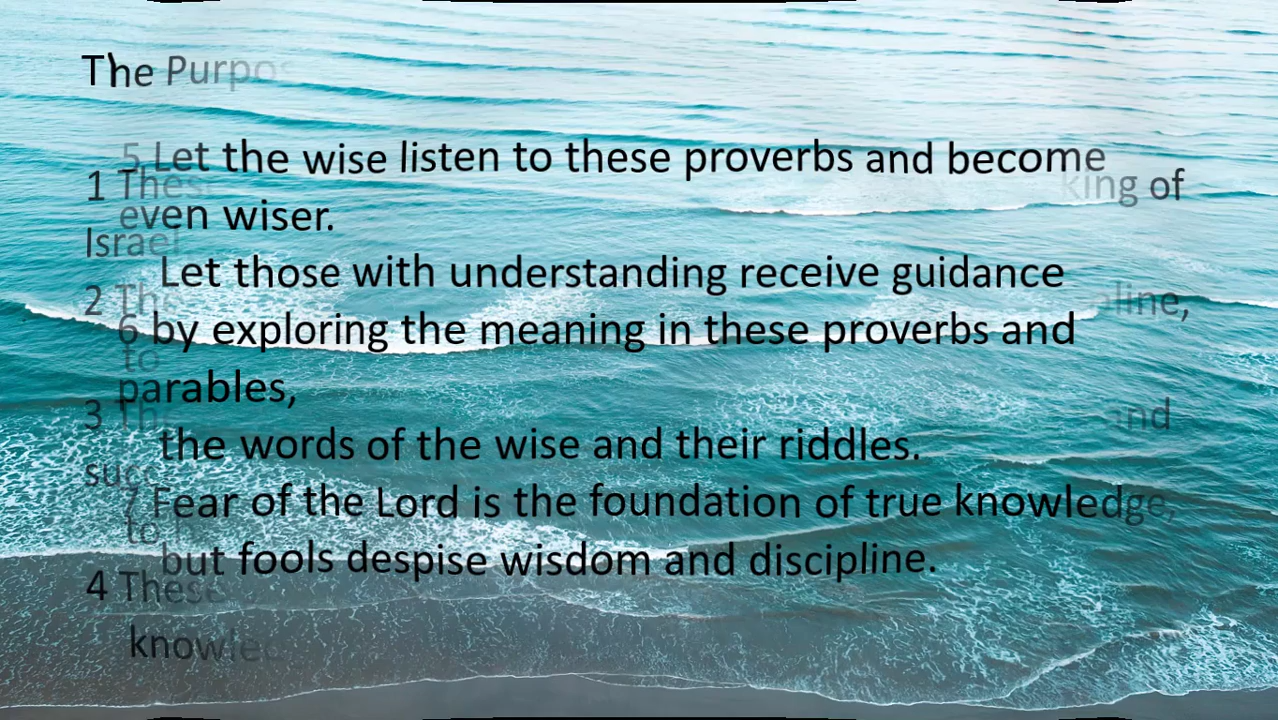 The Purpo
5 Let the wise listen to these proverbs and become
1 Thes
king of
even wiser.
Israel
Let those with understanding receive guidance
2 Th
line,
6 by exploring the meaning in these proverbs and
to
parables,
3 Th
nd
the words of the wise and their riddles.
succ
7 Fear of the Lord is the foundation of true knowledge,
to
but fools despise wisdom and discipline.
4 These
knowle